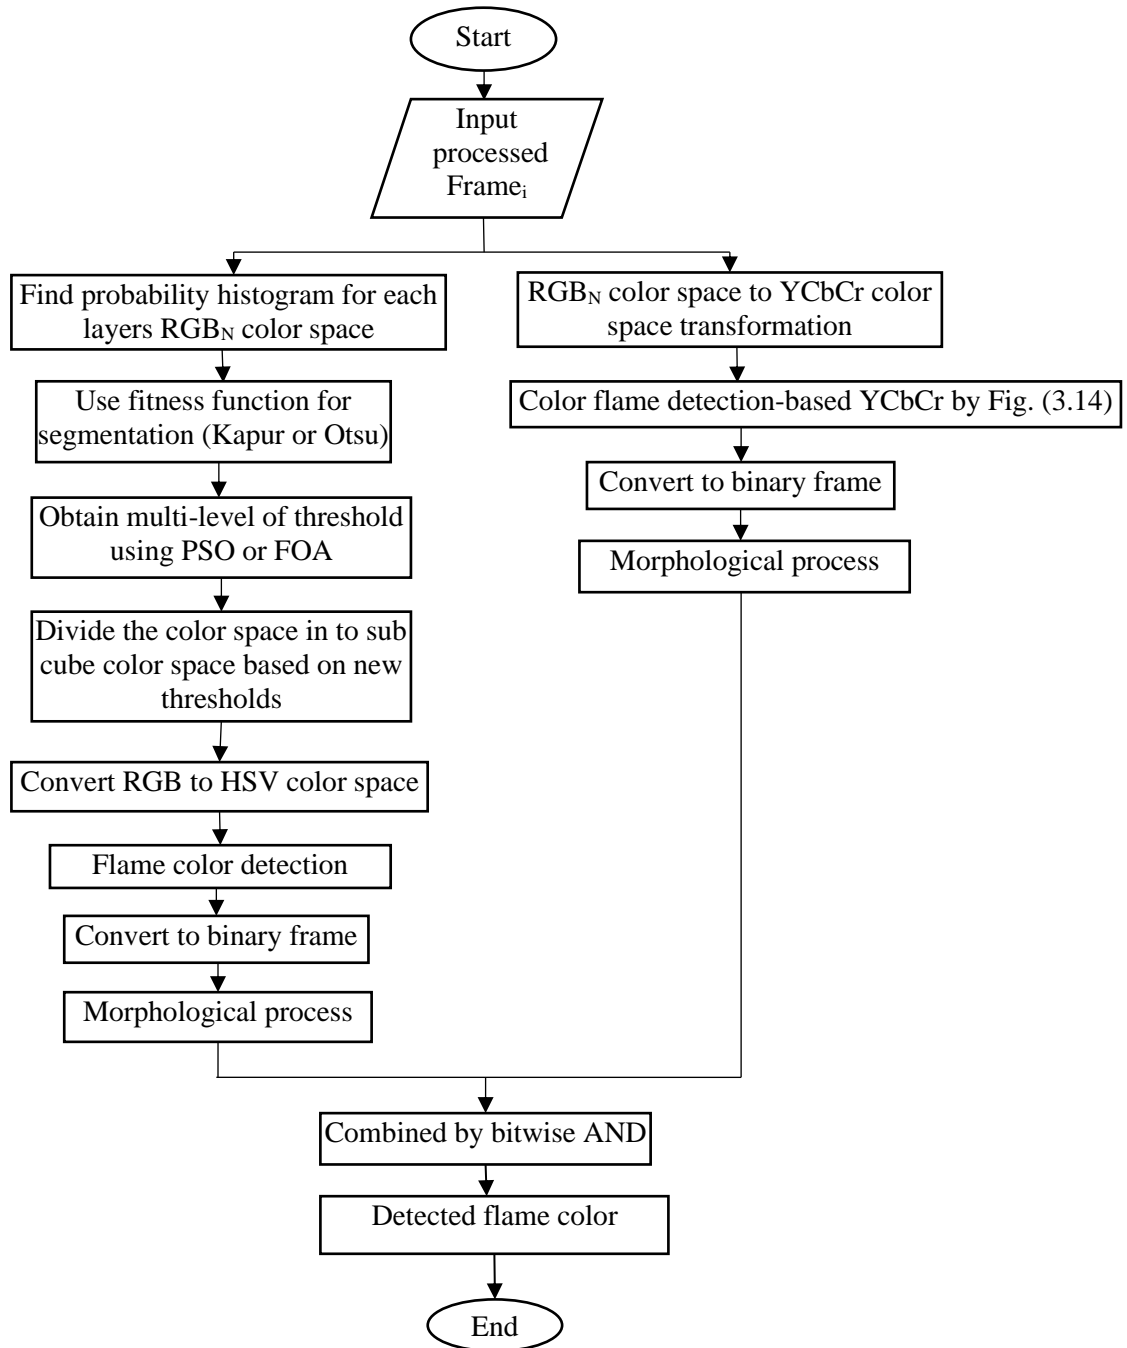 Start
Input
processed
Frameᵢ
Find probability histogram for each
layers RGB_N color space
Use fitness function for
segmentation (Kapur or Otsu)
Obtain multi-level of threshold
using PSO or FOA
Divide the color space in to sub
cube color space based on new
thresholds
Convert RGB to HSV color space
Flame color detection
Convert to binary frame
Morphological process
RGB_N color space to YCbCr color
space transformation
Color flame detection-based YCbCr by Fig. (3.14)
Convert to binary frame
Morphological process
Combined by bitwise AND
Detected flame color
End